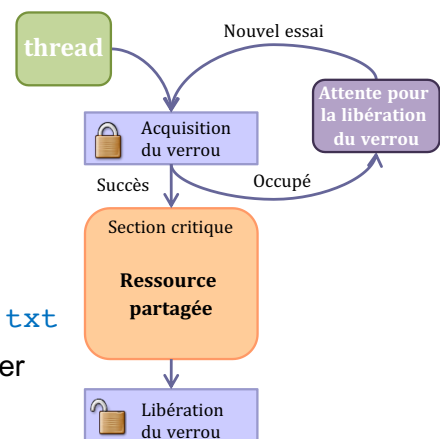 Nouvel essai
thread
Attente pour
la libération
du verrou
Acquisition
du verrou
Succès
Occupé
Section critique
Ressource
partagée
txt
er
Libération
du verrou